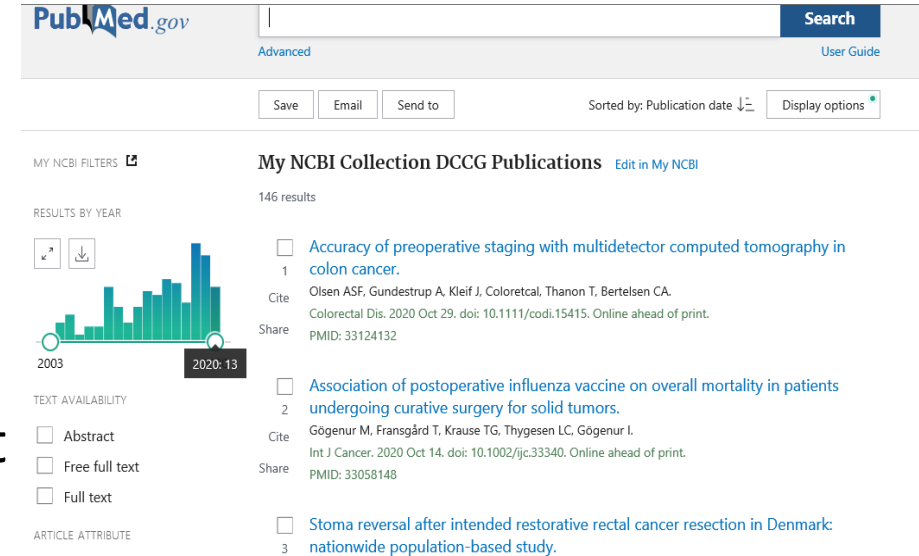 PubMed.gov
Search
Advanced
User Guide
Save
Email
Send to
Sorted by: Publication date
Display options
MY NCBI FILTERS
My NCBI Collection DCCG Publications
Edit in My NCBI
146 results
RESULTS BY YEAR
2003
2020: 13
TEXT AVAILABILITY
Abstract
Free full text
Full text
ARTICLE ATTRIBUTE
Accuracy of preoperative staging with multidetector computed tomography in
1
colon cancer.
Cite
Olsen ASF, Gundestrup A, Kleif J, Coloretcal, Thanon T, Bertelsen CA.
Colorectal Dis. 2020 Oct 29. doi: 10.1111/codi.15415. Online ahead of print.
Share
PMID: 33124132
Association of postoperative influenza vaccine on overall mortality in patients
2
undergoing curative surgery for solid tumors.
Cite
Gögenur M, Fransgård T, Krause TG, Thygesen LC, Gögenur I.
Int J Cancer. 2020 Oct 14. doi: 10.1002/ijc.33340. Online ahead of print.
Share
PMID: 33058148
Stoma reversal after intended restorative rectal cancer resection in Denmark:
3
nationwide population-based study.
t